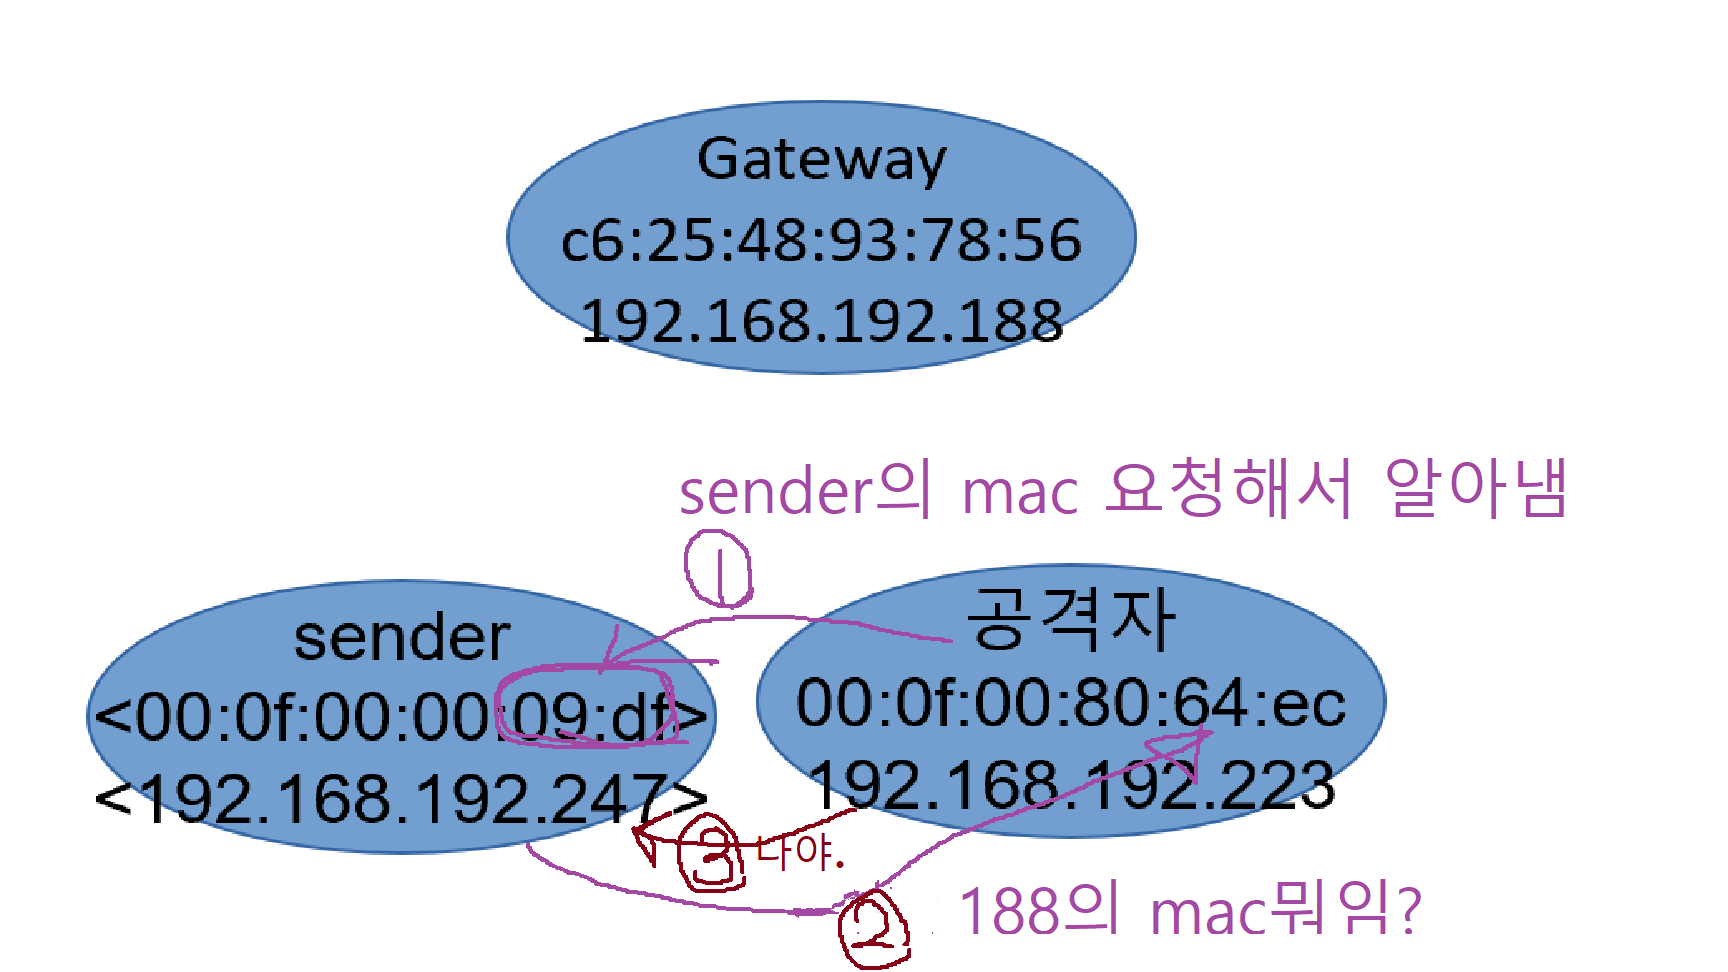 Gateway
c6:25:48:93:78:56
192.168.192.188
sender의 mac 요청해서 알아냄
1
sender
<00:0f:00:00:09:df>
<192.168.192.247>
공격자
00:0f:00:80:64:ec
192.168.192.223
3 나야.
2 188의 mac뭐임?